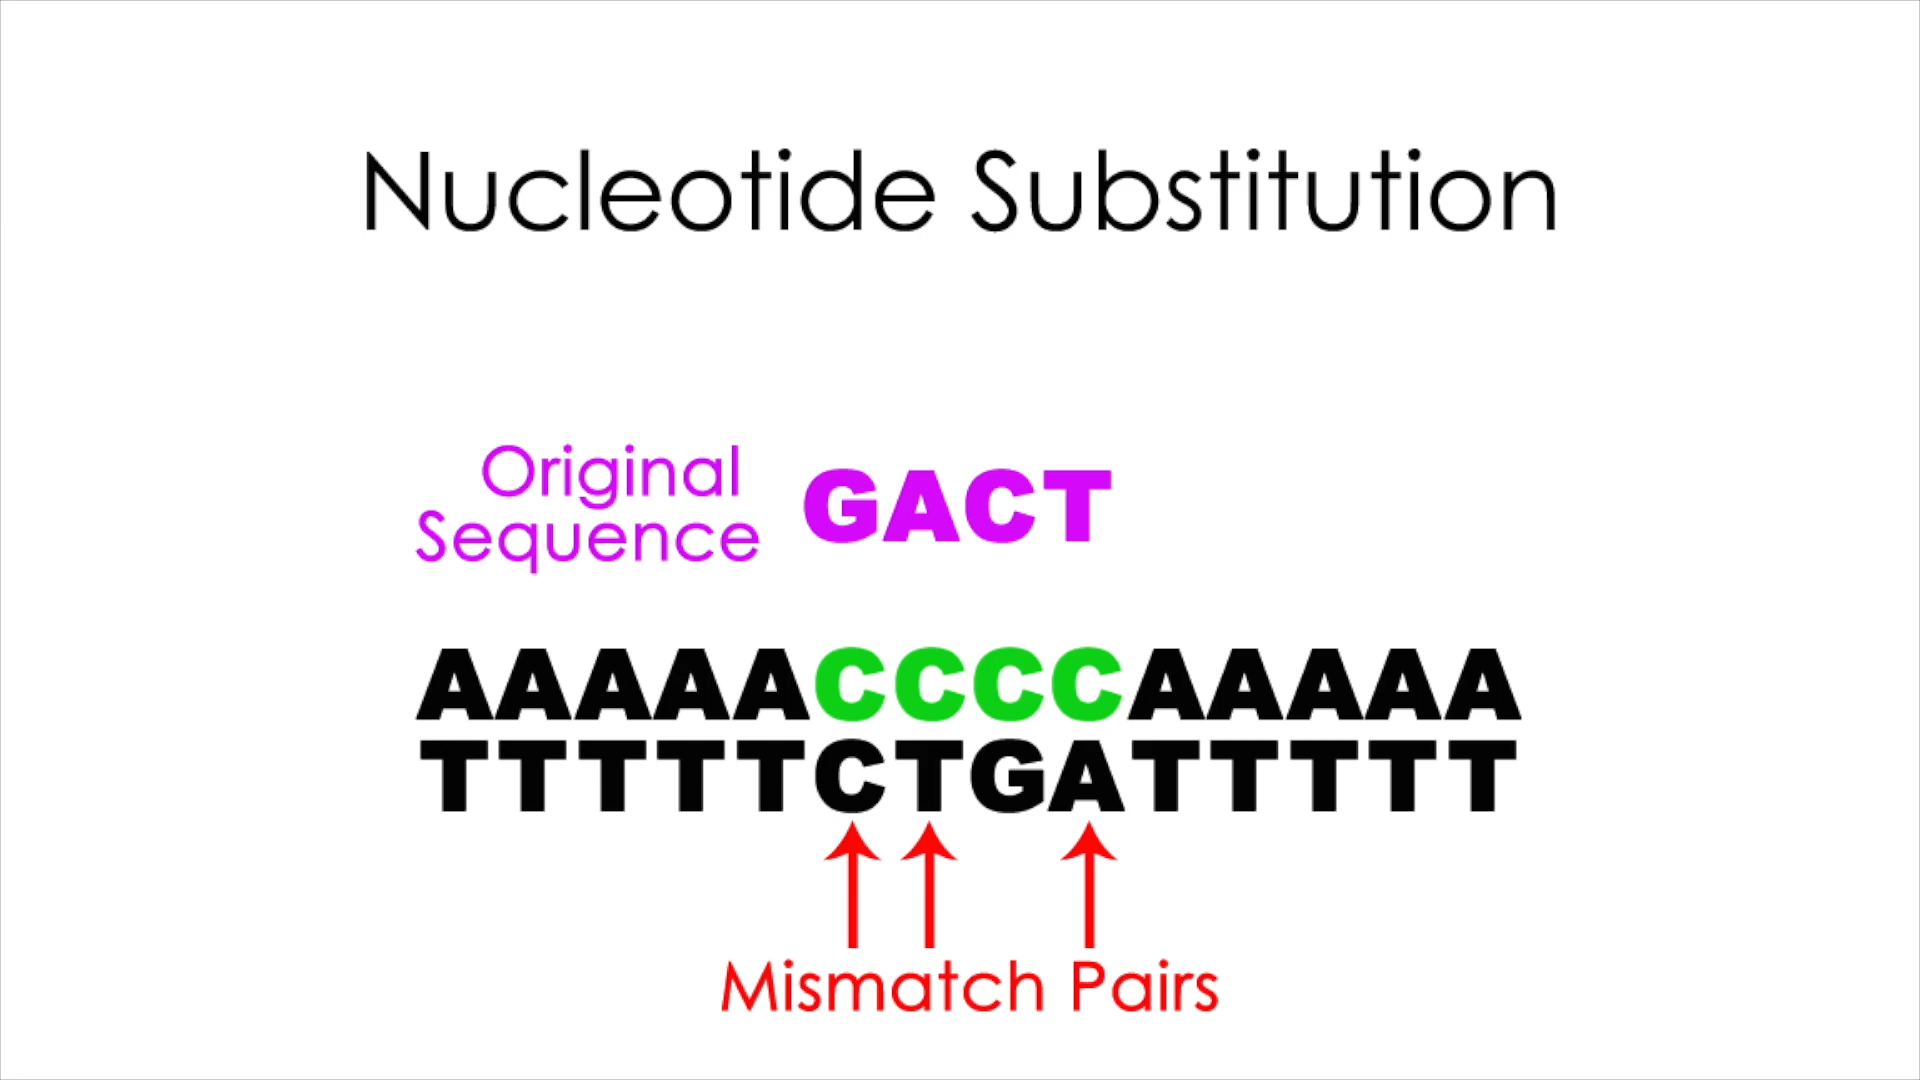 Nucleotide Substitution
Original
Sequence
GACT
AAAAACCCCAAAAA
TTTTTCTGATTTTT
Mismatch Pairs